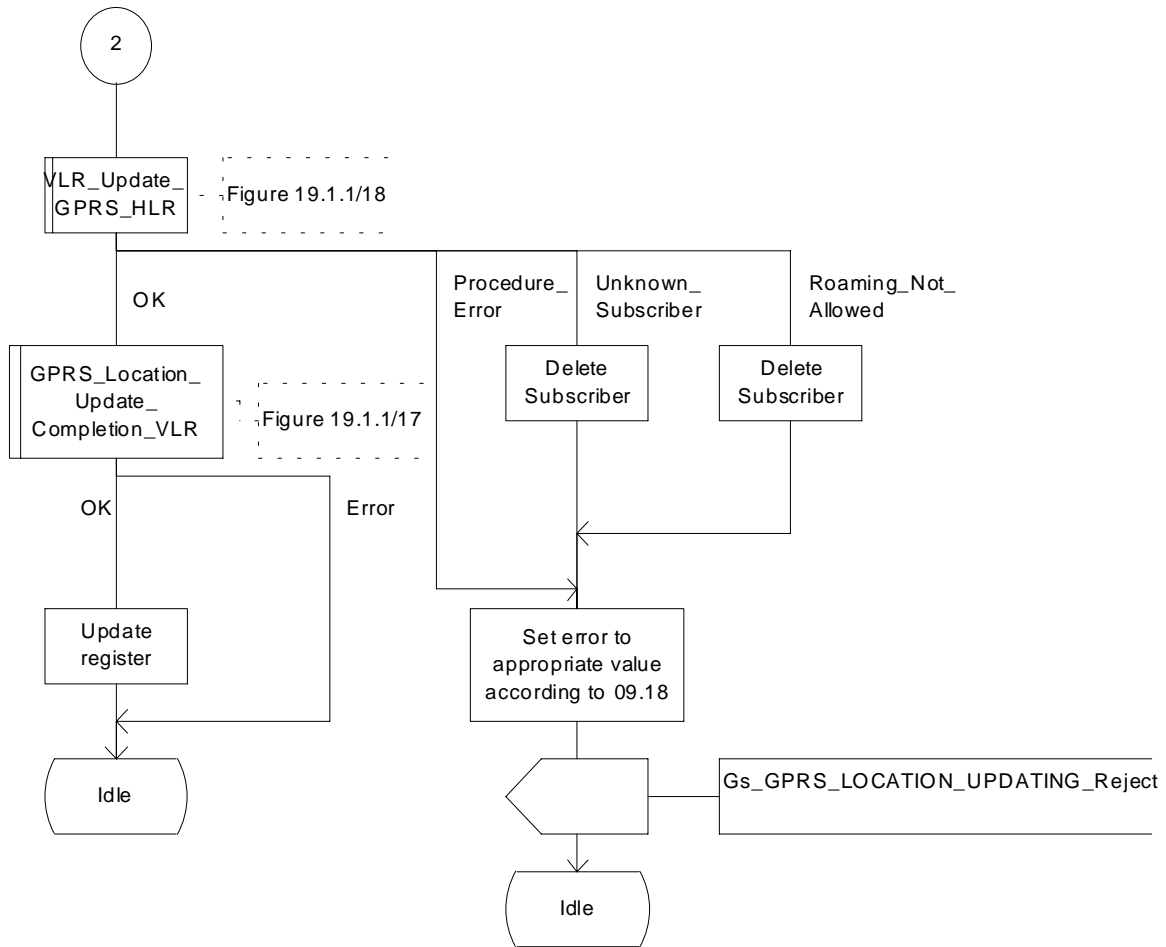 2
VLR_Update_
GPRS_HLR
Figure 19.1.1/18
OK
Procedure_
Error
Unknown_
Subscriber
Roaming_Not_
Allowed
GPRS_Location_
Update_
Completion_VLR
Figure 19.1.1/17
Delete
Subscriber
Delete
Subscriber
OK
Error
Update
register
Set error to
appropriate value
according to 09.18
Idle
Gs_GPRS_LOCATION_UPDATING_Reject
Idle